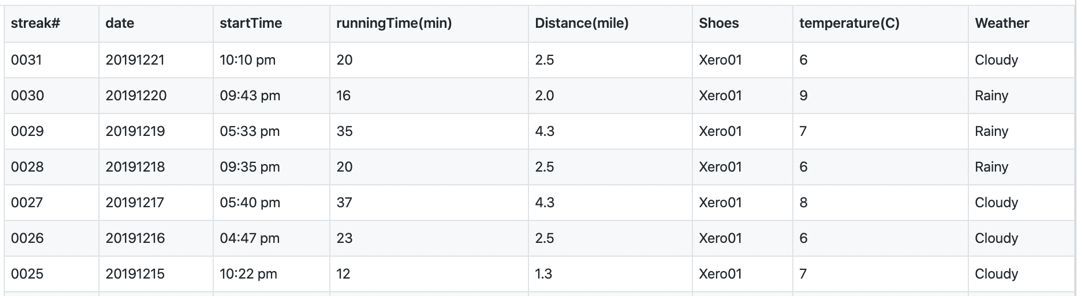 streak# date startTime runningTime(min) Distance(mile) Shoes temperature(C) Weather
0031 20191221 10:10 pm 20 2.5 Xero01 6 Cloudy
0030 20191220 09:43 pm 16 2.0 Xero01 9 Rainy
0029 20191219 05:33 pm 35 4.3 Xero01 7 Rainy
0028 20191218 09:35 pm 20 2.5 Xero01 6 Rainy
0027 20191217 05:40 pm 37 4.3 Xero01 8 Cloudy
0026 20191216 04:47 pm 23 2.5 Xero01 6 Cloudy
0025 20191215 10:22 pm 12 1.3 Xero01 7 Cloudy